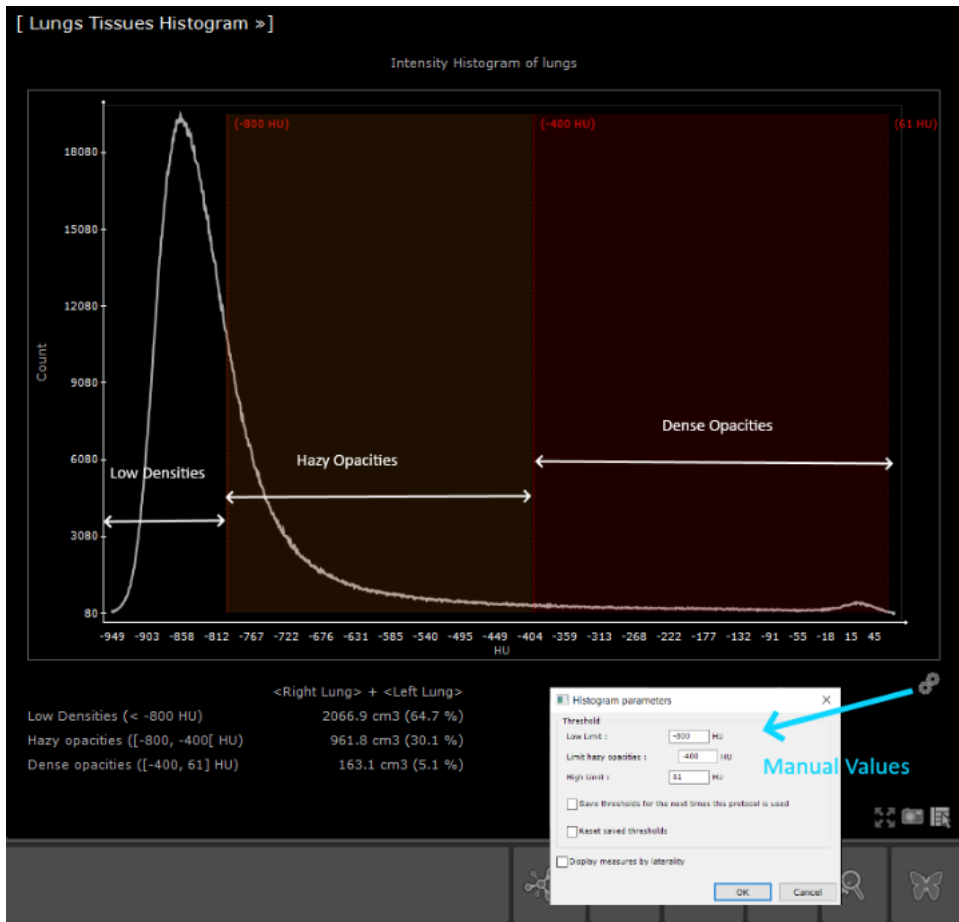 [ Lungs Tissues Histogram »]
Intensity Histogram of lungs
(-800 HU) (-400 HU) (61 HU)
18080
15080
12080
9080
6080
3080
80
Count
Dense Opacities
Hazy Opacities
Low Densities
-949 -903 -858 -812 -767 -722 -676 -631 -585 -540 -495 -449 -404 -359 -313 -268 -222 -177 -132 -91 -55 -18 15 45
HU
<Right Lung> + <Left Lung>
Low Densities (< -800 HU) 2066.9 cm3 (64.7 %)
Hazy opacities ([-800, -400[ HU) 961.8 cm3 (30.1 %)
Dense opacities ([-400, 61] HU) 163.1 cm3 (5.1 %)
Histogram parameters
Threshold
Low Limit : -800 HU
Limit hazy opacities : -400 HU
High Limit : 61 HU
Save thresholds for the next times this protocol is used
Reset saved thresholds
Display measures by laterality
OK Cancel
Manual Values